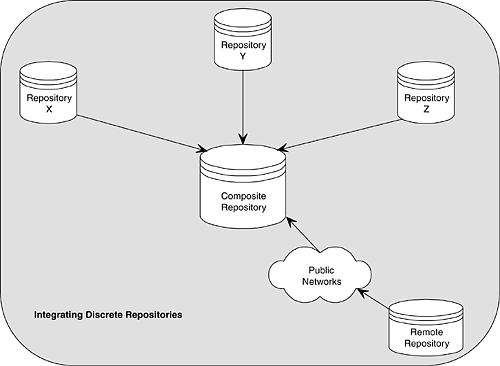 Repository
Y
Repository
X
Repository
Z
Composite
Repository
Public
Networks
Integrating Discrete Repositories
Remote
Repository